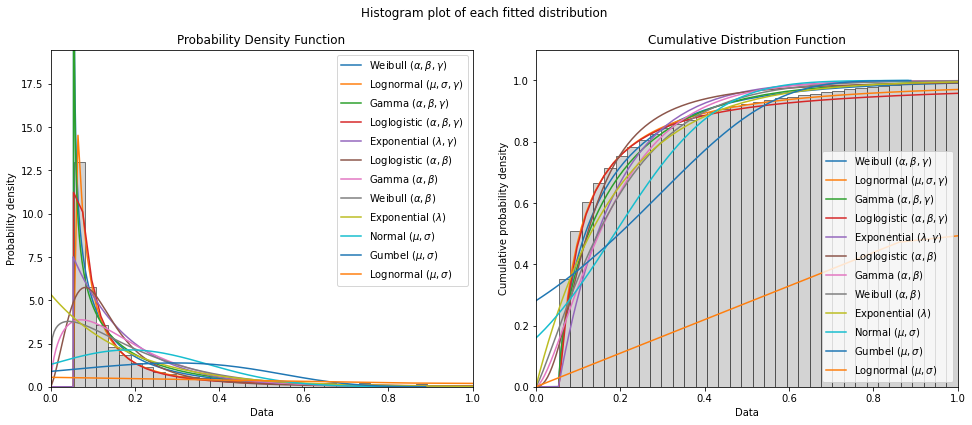 Histogram plot of each fitted distribution
Probability Density Function
Probability density
17.5
15.0
12.5
10.0
7.5
5.0
2.5
0.0
0.0 0.2 0.4 0.6 0.8 1.0
Data
Weibull (α, β, γ)
Lognormal (μ, σ, γ)
Gamma (α, β, γ)
Loglogistic (α, β, γ)
Exponential (λ, γ)
Loglogistic (α, β)
Gamma (α, β)
Weibull (α, β)
Exponential (λ)
Normal (μ, σ)
Gumbel (μ, σ)
Lognormal (μ, σ)
Cumulative Distribution Function
Cumulative probability density
1.0
0.8
0.6
0.4
0.2
0.0
0.0 0.2 0.4 0.6 0.8 1.0
Data
Weibull (α, β, γ)
Lognormal (μ, σ, γ)
Gamma (α, β, γ)
Loglogistic (α, β, γ)
Exponential (λ, γ)
Loglogistic (α, β)
Gamma (α, β)
Weibull (α, β)
Exponential (λ)
Normal (μ, σ)
Gumbel (μ, σ)
Lognormal (μ, σ)